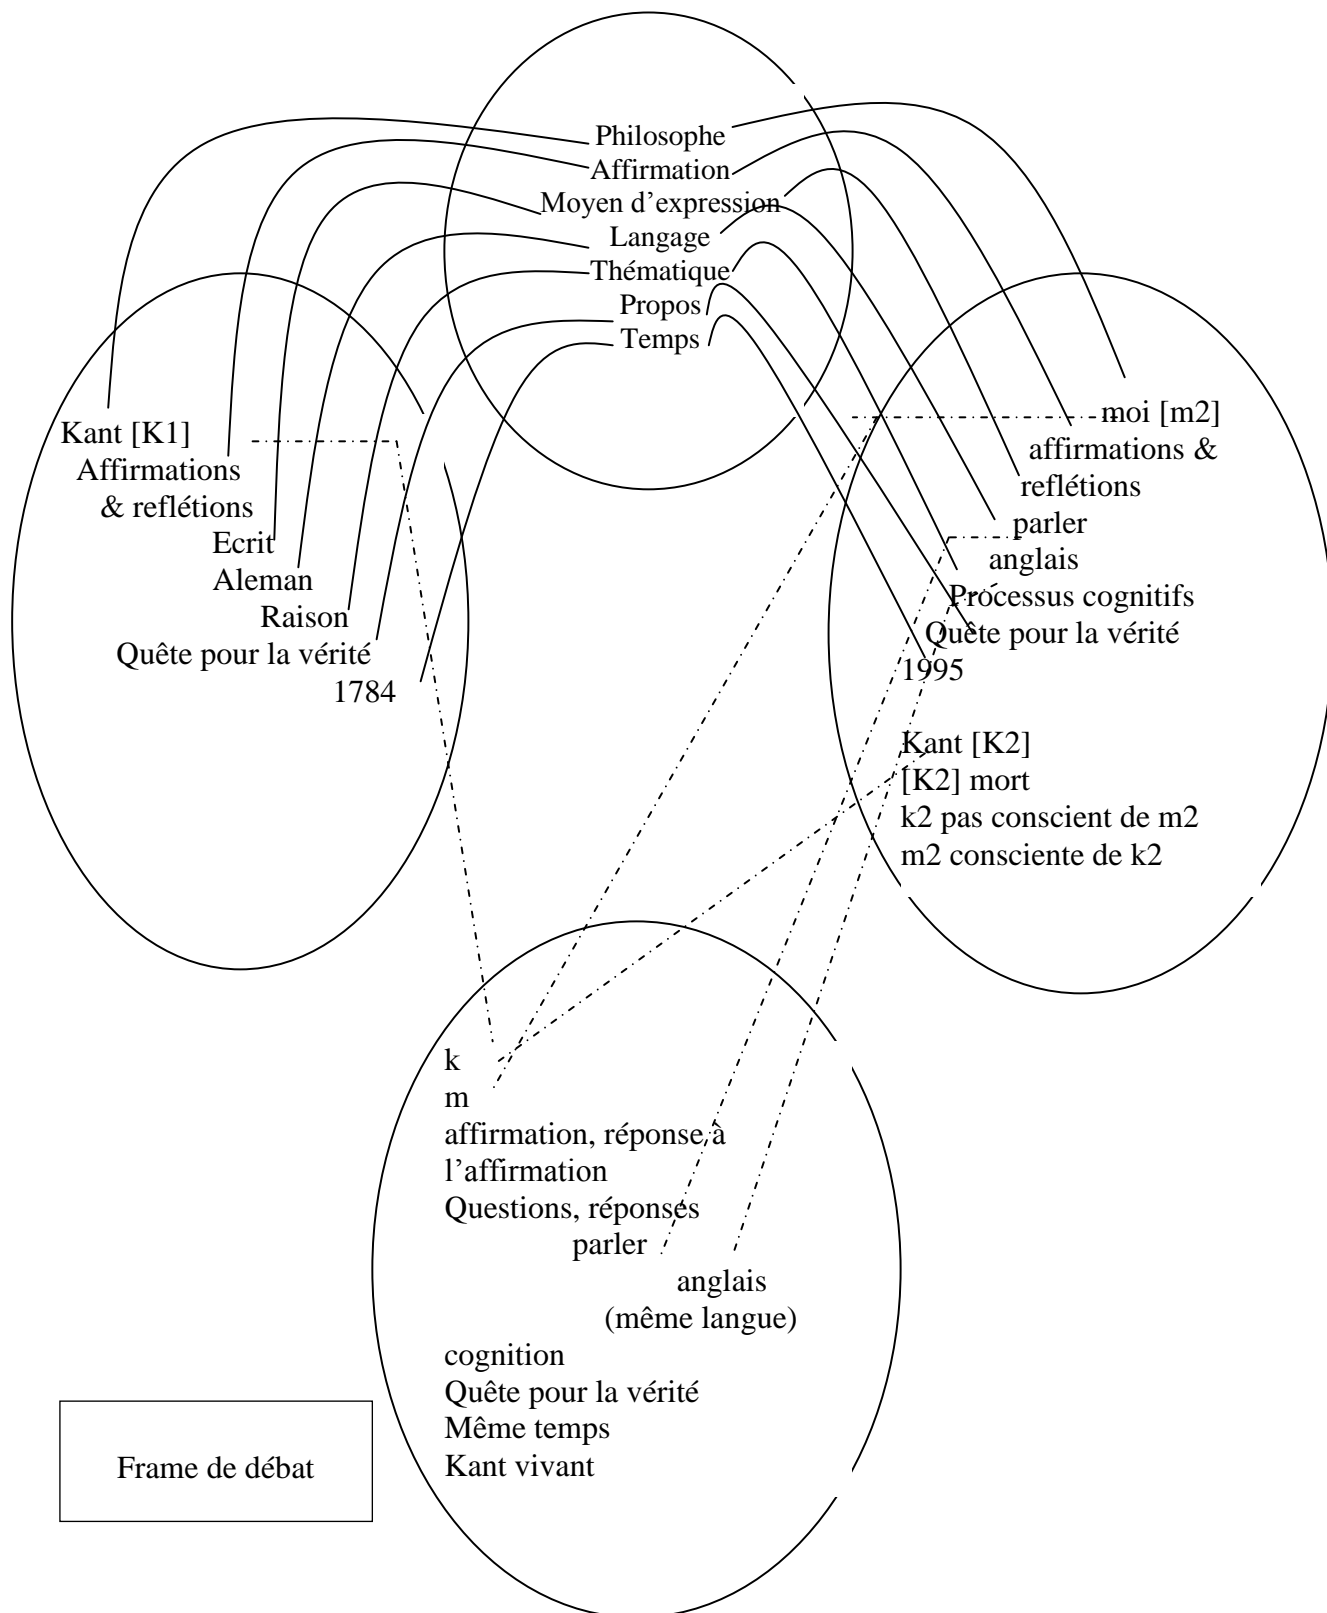 Philosophe
Affirmation
Moyen d’expression
Langage
Thématique
Propos
Temps
Kant [K1]
Affirmations
& reflétions
Ecrit
Aleman
Raison
Quête pour la vérité
1784
moi [m2]
affirmations &
reflétions
parler
anglais
Processus cognitifs
Quête pour la vérité
1995
Kant [K2]
[K2] mort
k2 pas conscient de m2
m2 consciente de k2
k
m
affirmation, réponse à
l’affirmation
Questions, réponses
parler
anglais
(même langue)
cognition
Quête pour la vérité
Même temps
Kant vivant
Frame de débat